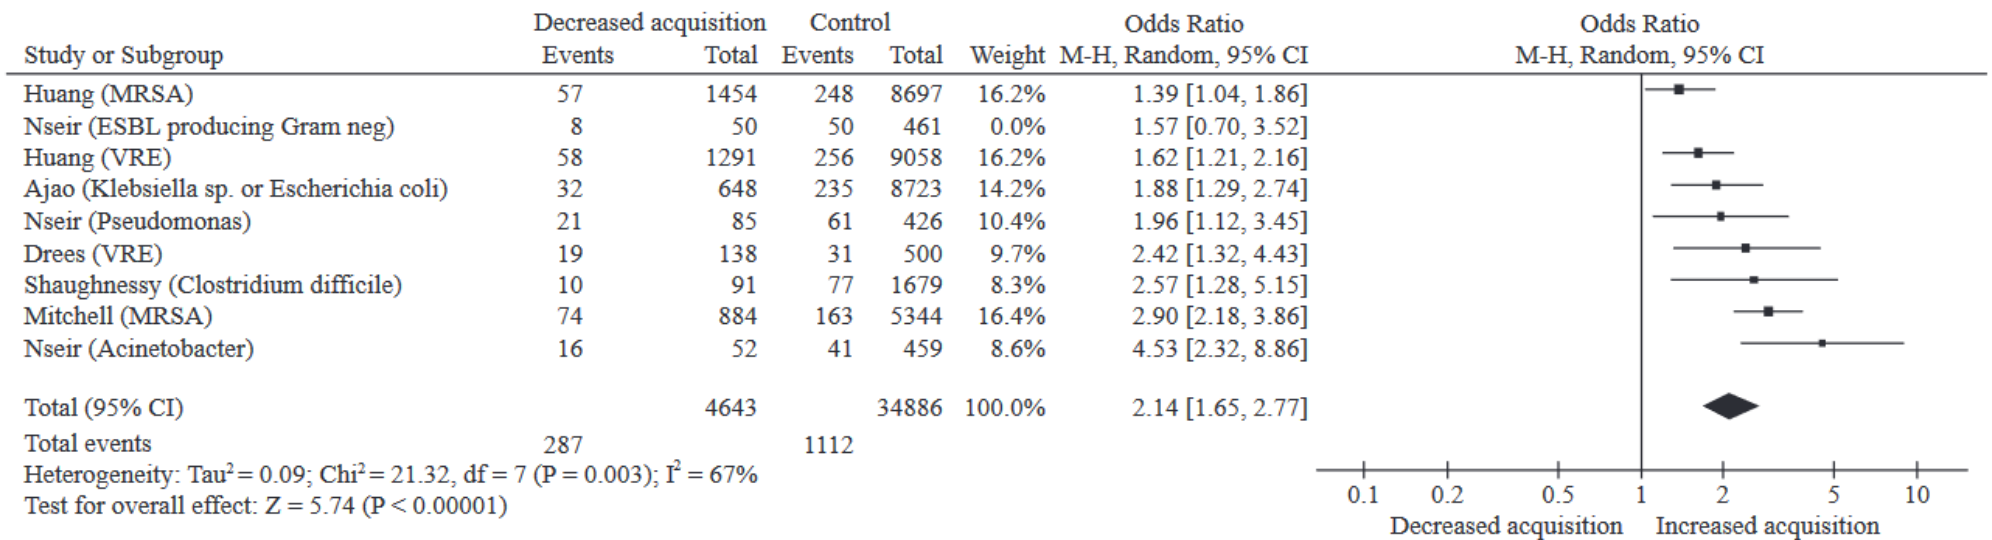 Decreased acquisition Control Odds Ratio Odds Ratio
Study or Subgroup Events Total Events Total Weight M-H, Random, 95% CI M-H, Random, 95% CI
Huang (MRSA) 57 1454 248 8697 16.2% 1.39 [1.04, 1.86]
Nseir (ESBL producing Gram neg) 8 50 50 461 0.0% 1.57 [0.70, 3.52]
Huang (VRE) 58 1291 256 9058 16.2% 1.62 [1.21, 2.16]
Ajao (Klebsiella sp. or Escherichia coli) 32 648 235 8723 14.2% 1.88 [1.29, 2.74]
Nseir (Pseudomonas) 21 85 61 426 10.4% 1.96 [1.12, 3.45]
Drees (VRE) 19 138 31 500 9.7% 2.42 [1.32, 4.43]
Shaughnessy (Clostridium difficile) 10 91 77 1679 8.3% 2.57 [1.28, 5.15]
Mitchell (MRSA) 74 884 163 5344 16.4% 2.90 [2.18, 3.86]
Nseir (Acinetobacter) 16 52 41 459 8.6% 4.53 [2.32, 8.86]
Total (95% CI) 4643 34886 100.0% 2.14 [1.65, 2.77]
Total events 287 1112
Heterogeneity: Tau² = 0.09; Chi² = 21.32, df = 7 (P = 0.003); I² = 67%
Test for overall effect: Z = 5.74 (P < 0.00001)
0.1 0.2 0.5 1 2 5 10
Decreased acquisition Increased acquisition